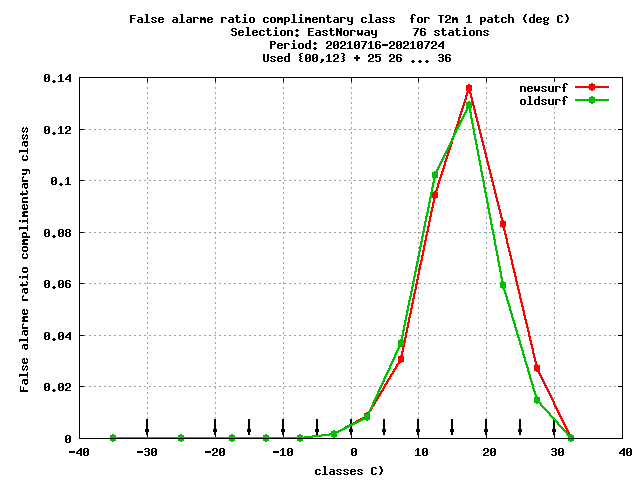 False alarme ratio complimentary class  for T2m 1 patch (deg C)
Selection: EastNorway     76 stations
Period: 20210716-20210724
Used {00,12} + 25 26 ... 36
newsurf
oldsurf
0.14
0.12
0.1
0.08
0.06
0.04
0.02
0
False alarme ratio complimentary class
-40 -30 -20 -10 0 10 20 30 40
classes C)